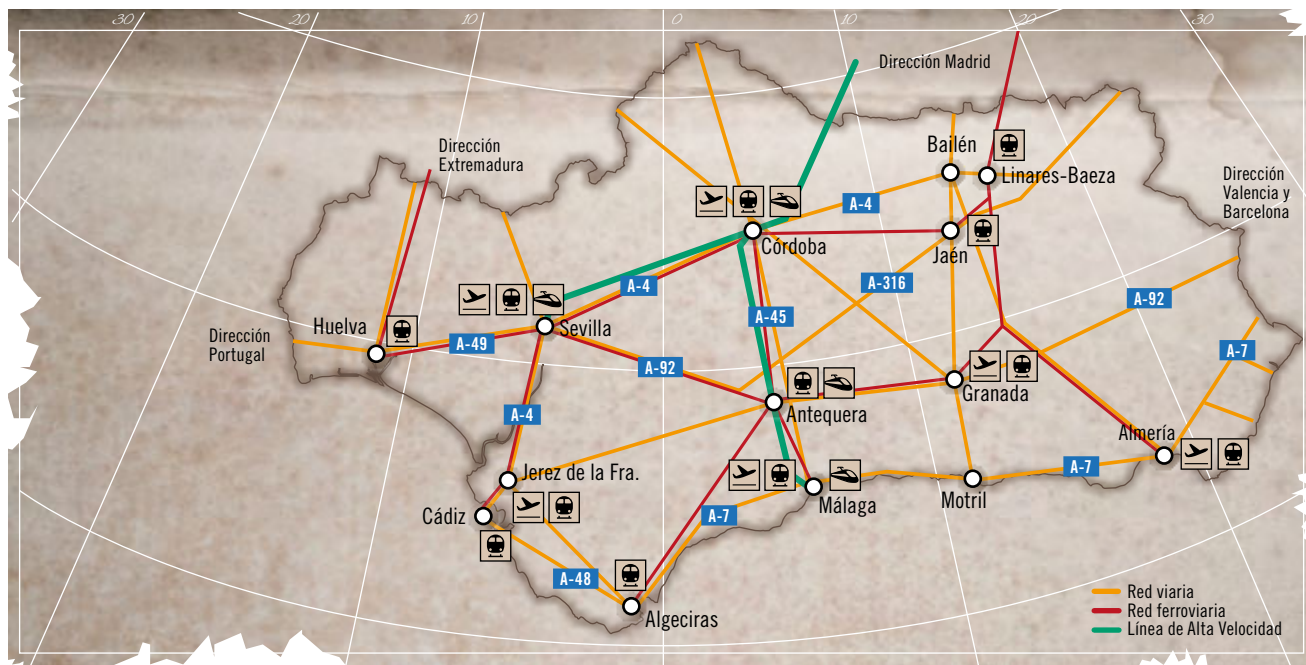 30
20
10
0
10
20
30
Dirección Madrid
Dirección
Extremadura
Bailén
Linares-Baeza
Dirección
Valencia y
Barcelona
A-4
Córdoba
Jaén
A-4
A-316
A-92
A-45
Huelva
Sevilla
Dirección
Portugal
A-49
A-92
A-7
Granada
Antequera
A-4
Almería
Jerez de la Fra.
A-7
Málaga
Motril
Cádiz
A-7
A-48
Algeciras
Red viaria
Red ferroviaria
Línea de Alta Velocidad